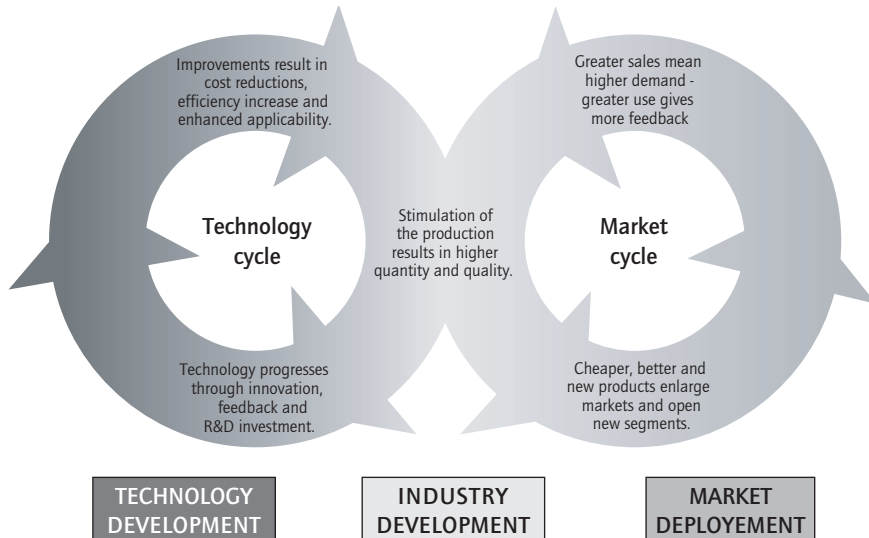 Improvements result in
cost reductions,
efficiency increase and
enhanced applicability.
Greater sales mean
higher demand -
greater use gives
more feedback
Technology
cycle
Stimulation of
the production
results in higher
quantity and quality.
Market
cycle
Technology progresses
through innovation,
feedback and
R&D investment.
Cheaper, better and
new products enlarge
markets and open
new segments.
TECHNOLOGY
DEVELOPMENT
INDUSTRY
DEVELOPMENT
MARKET
DEPLOYEMENT